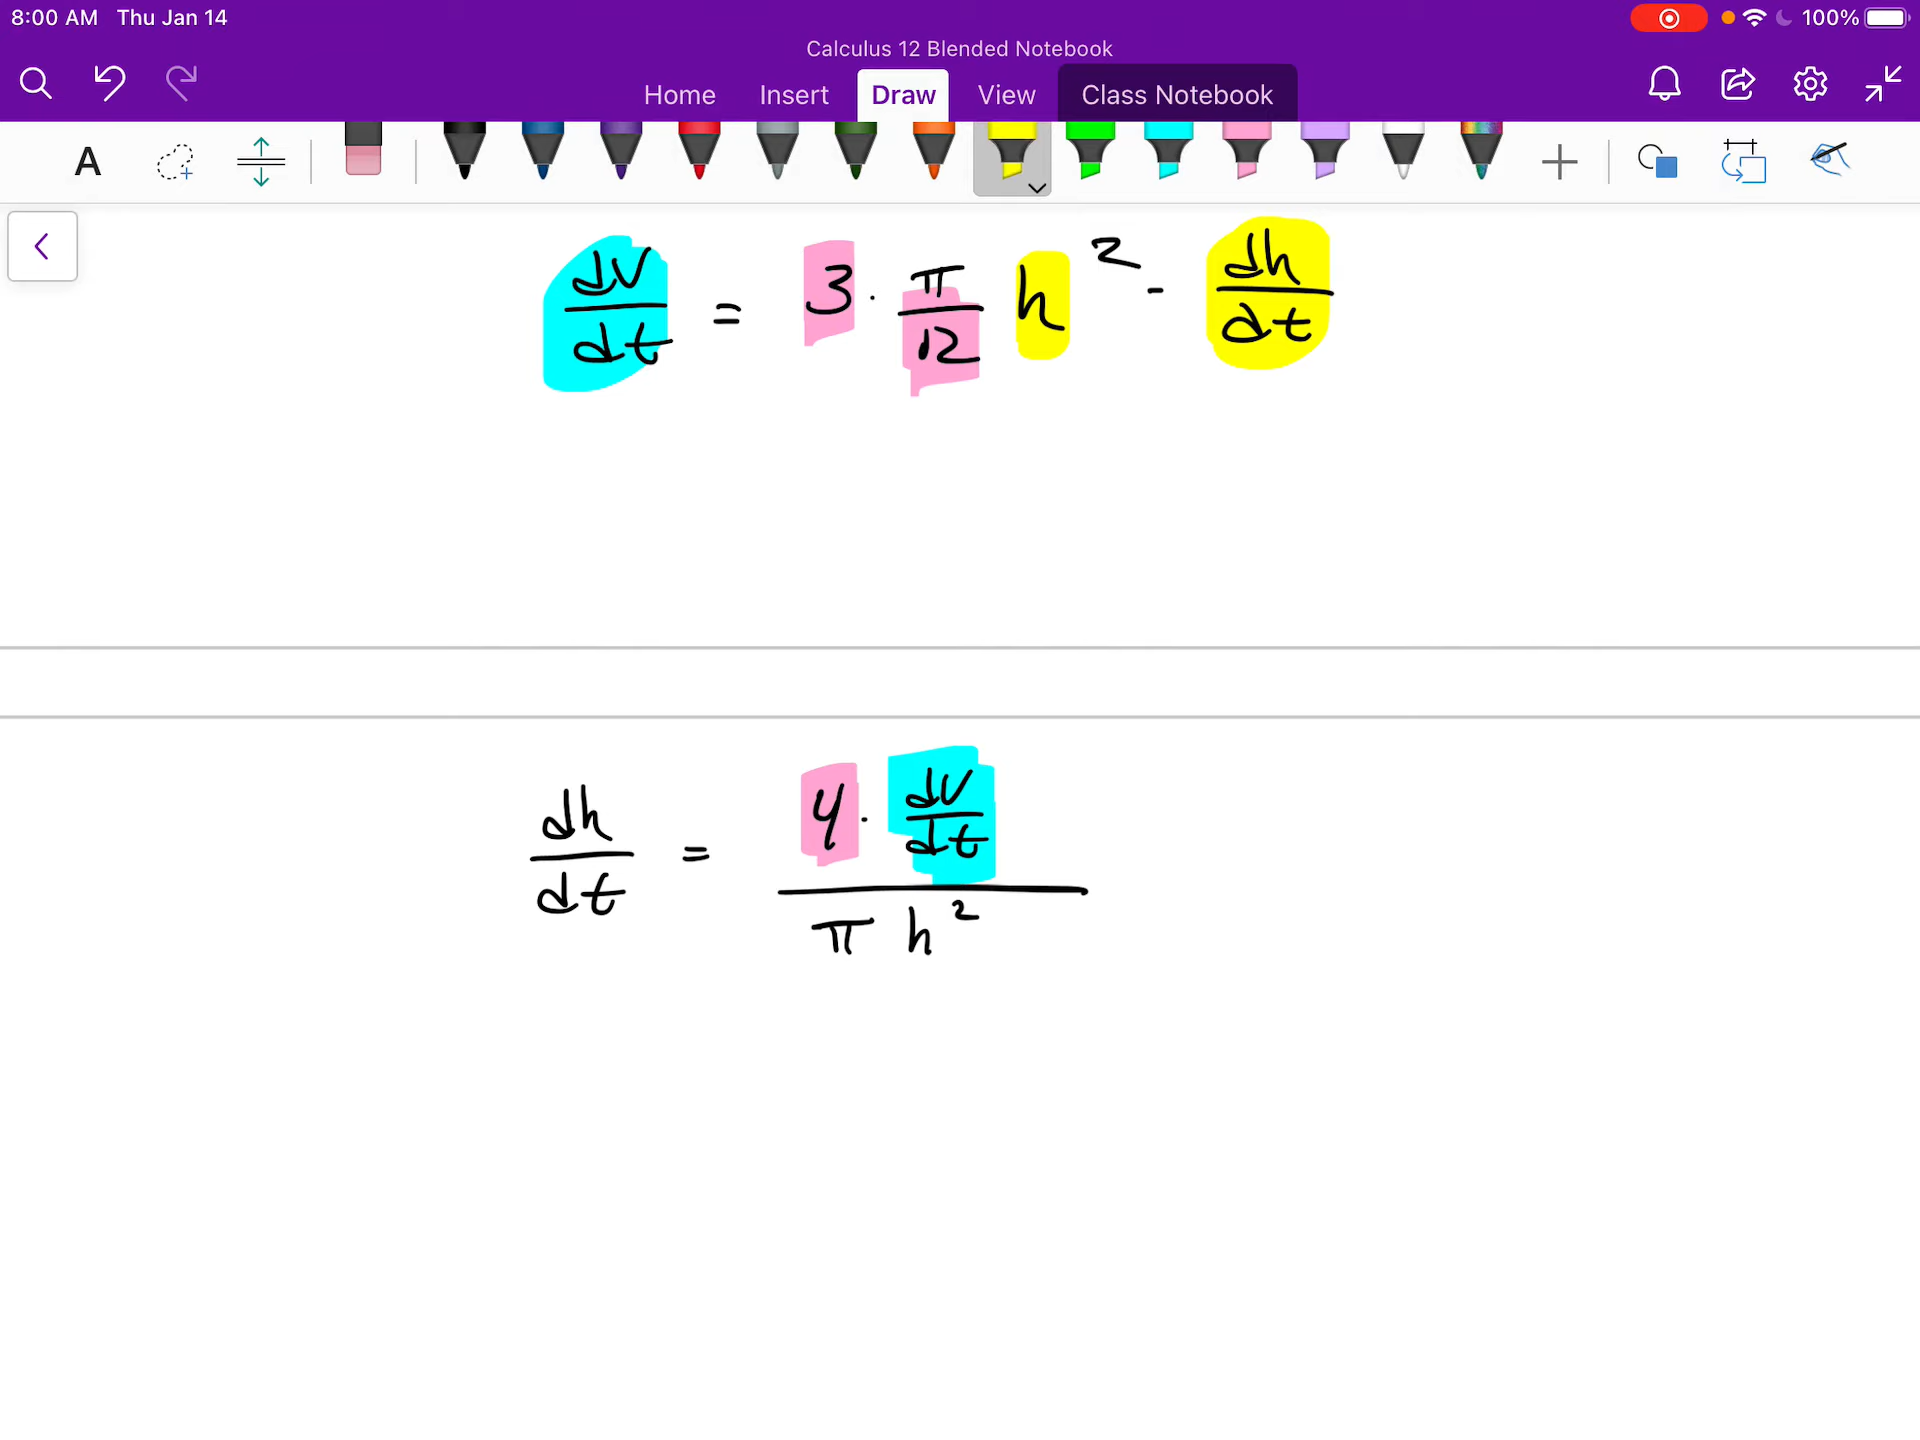 8:00 AM Thu Jan 14 100%
Calculus 12 Blended Notebook
Home Insert Draw View Class Notebook
A
dV/dt = 3 · π/12 h² - dh/dt
dh/dt = 4 · dV/dt / π h²